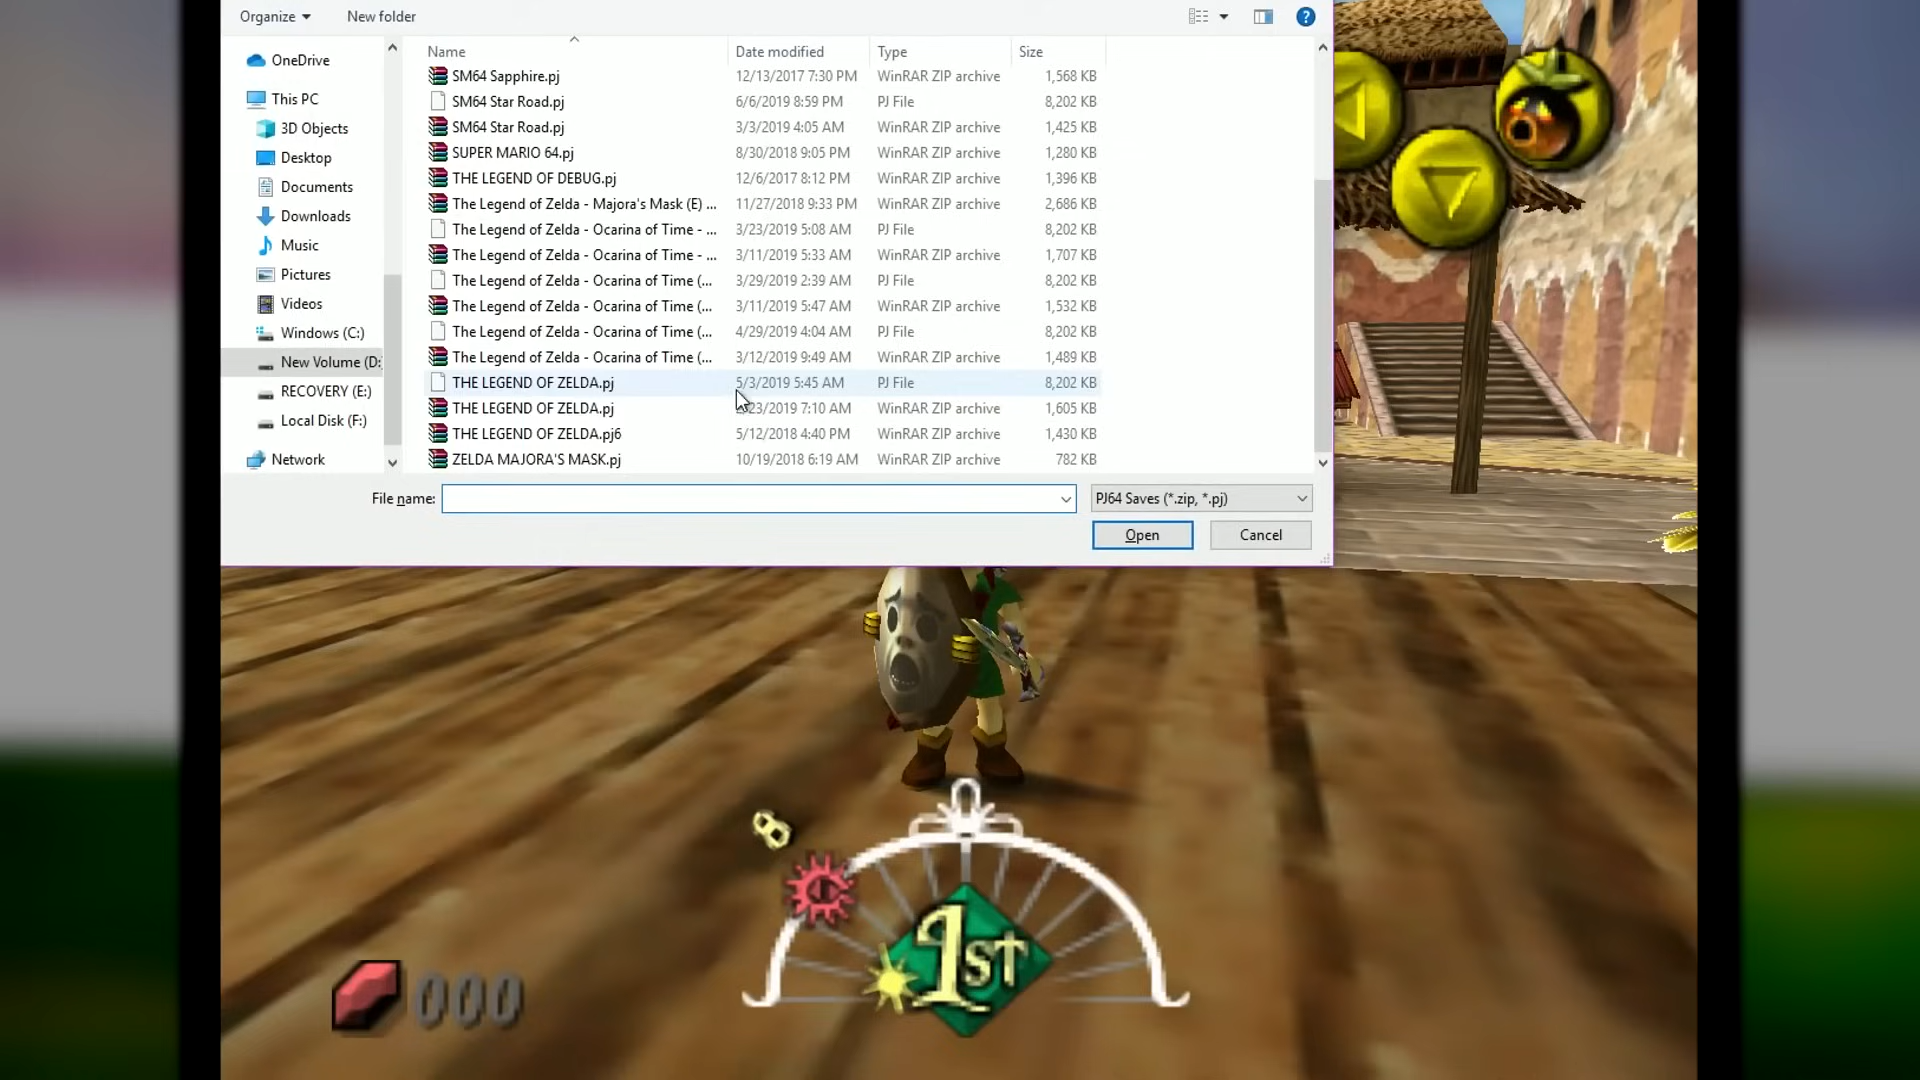 Organize New folder
Name Date modified Type Size
OneDrive
This PC
3D Objects
Desktop
Documents
Downloads
Music
Pictures
Videos
Windows (C:)
New Volume (D:
RECOVERY (E:)
Local Disk (F:)
Network
SM64 Sapphire.pj 12/13/2017 7:30 PM WinRAR ZIP archive 1,568 KB
SM64 Star Road.pj 6/6/2019 8:59 PM PJ File 8,202 KB
SM64 Star Road.pj 3/3/2019 4:05 AM WinRAR ZIP archive 1,425 KB
SUPER MARIO 64.pj 8/30/2018 9:05 PM WinRAR ZIP archive 1,280 KB
THE LEGEND OF DEBUG.pj 12/6/2017 8:12 PM WinRAR ZIP archive 1,396 KB
The Legend of Zelda - Majora's Mask (E) ... 11/27/2018 9:33 PM WinRAR ZIP archive 2,686 KB
The Legend of Zelda - Ocarina of Time - ... 3/23/2019 5:08 AM PJ File 8,202 KB
The Legend of Zelda - Ocarina of Time - ... 3/11/2019 5:33 AM WinRAR ZIP archive 1,707 KB
The Legend of Zelda - Ocarina of Time (... 3/29/2019 2:39 AM PJ File 8,202 KB
The Legend of Zelda - Ocarina of Time (... 3/11/2019 5:47 AM WinRAR ZIP archive 1,532 KB
The Legend of Zelda - Ocarina of Time (... 4/29/2019 4:04 AM PJ File 8,202 KB
The Legend of Zelda - Ocarina of Time (... 3/12/2019 9:49 AM WinRAR ZIP archive 1,489 KB
THE LEGEND OF ZELDA.pj 5/3/2019 5:45 AM PJ File 8,202 KB
THE LEGEND OF ZELDA.pj 23/2019 7:10 AM WinRAR ZIP archive 1,605 KB
THE LEGEND OF ZELDA.pj6 5/12/2018 4:40 PM WinRAR ZIP archive 1,430 KB
ZELDA MAJORA'S MASK.pj 10/19/2018 6:19 AM WinRAR ZIP archive 782 KB
File name: PJ64 Saves (*.zip, *.pj)
Open Cancel
1st
000